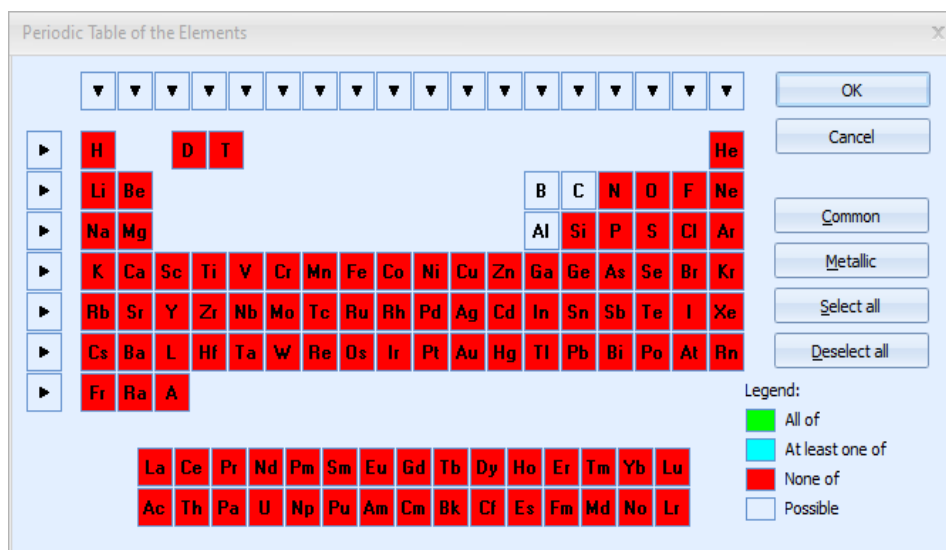 Periodic Table of the Elements X
OK
Cancel
H D T He
Li Be B C N O F Ne
Na Mg Al Si P S Cl Ar
Common
K Ca Sc Ti V Cr Mn Fe Co Ni Cu Zn Ga Ge As Se Br Kr
Metallic
Rb Sr Y Zr Nb Mo Tc Ru Rh Pd Ag Cd In Sn Sb Te I Xe
Select all
Cs Ba L Hf Ta W Re Os Ir Pt Au Hg Tl Pb Bi Po At Rn
Deselect all
Fr Ra A
Legend:
All of
At least one of
None of
Possible
La Ce Pr Nd Pm Sm Eu Gd Tb Dy Ho Er Tm Yb Lu
Ac Th Pa U Np Pu Am Cm Bk Cf Es Fm Md No Lr